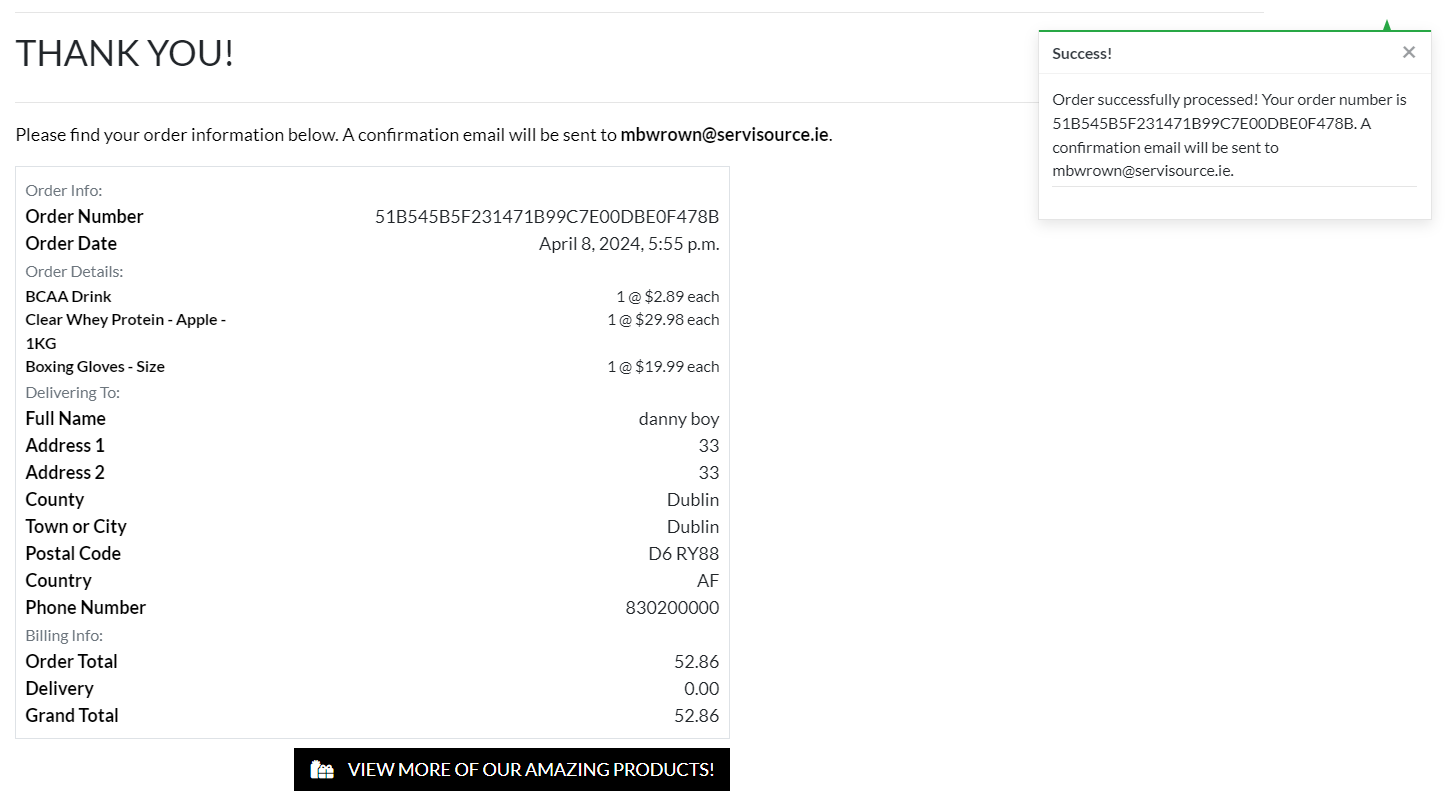 THANK YOU!
Please find your order information below. A confirmation email will be sent to mbwrown@servisource.ie.
Order Info:
Order Number 51B545B5F231471B99C7E00DBE0F478B
Order Date April 8, 2024, 5:55 p.m.
Order Details:
BCAA Drink 1 @ $2.89 each
Clear Whey Protein - Apple - 1 @ $29.98 each
1KG
Boxing Gloves - Size 1 @ $19.99 each
Delivering To:
Full Name danny boy
Address 1 33
Address 2 33
County Dublin
Town or City Dublin
Postal Code D6 RY88
Country AF
Phone Number 830200000
Billing Info:
Order Total 52.86
Delivery 0.00
Grand Total 52.86
VIEW MORE OF OUR AMAZING PRODUCTS!
Success! ×
Order successfully processed! Your order number is
51B545B5F231471B99C7E00DBE0F478B. A
confirmation email will be sent to
mbwrown@servisource.ie.